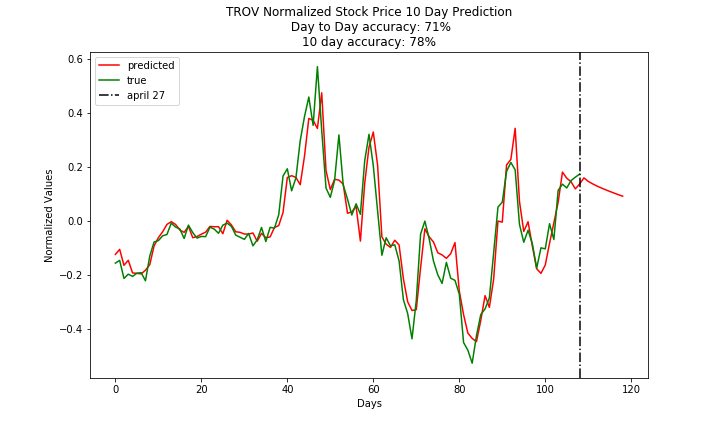 TROV Normalized Stock Price 10 Day Prediction
Day to Day accuracy: 71%
10 day accuracy: 78%
predicted
true
april 27
Normalized Values
0.6
0.4
0.2
0.0
−0.2
−0.4
0
20
40
60
80
100
120
Days